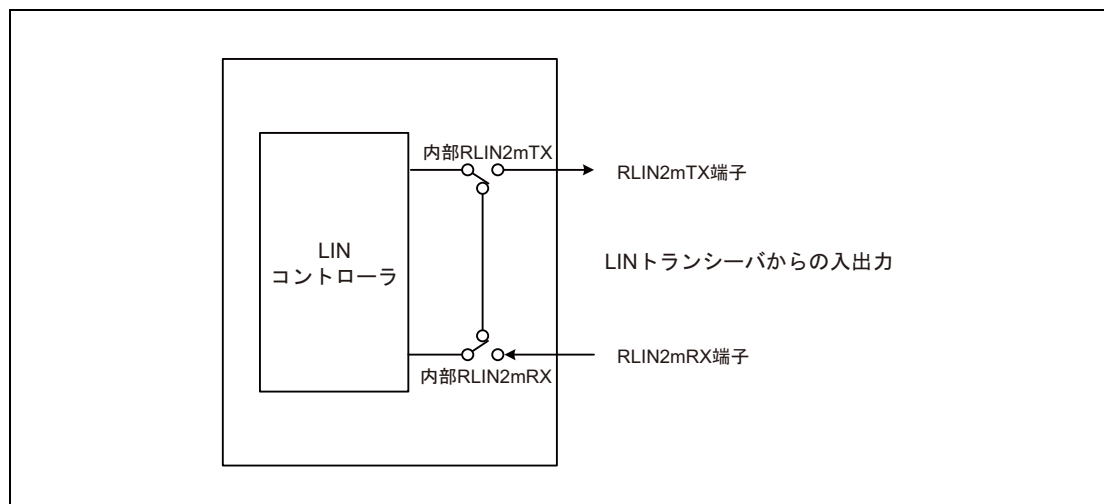 内部RLIN2mTX
RLIN2mTX端子
LIN
コントローラ
LINトランシーバからの入出力
RLIN2mRX端子
内部RLIN2mRX